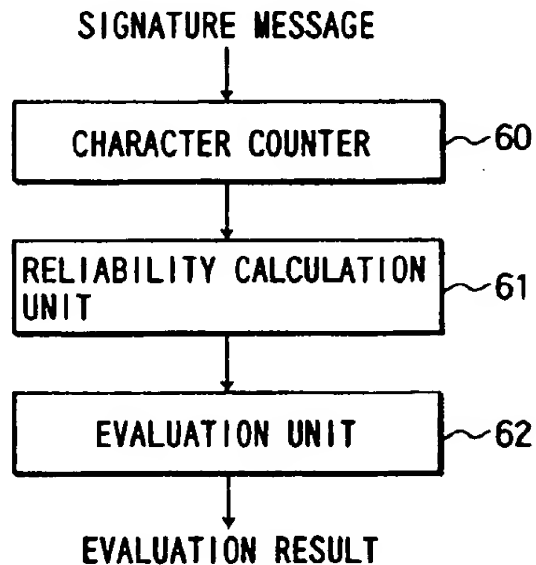 SIGNATURE MESSAGE
CHARACTER COUNTER
60
RELIABILITY CALCULATION
UNIT
61
EVALUATION UNIT
62
EVALUATION RESULT